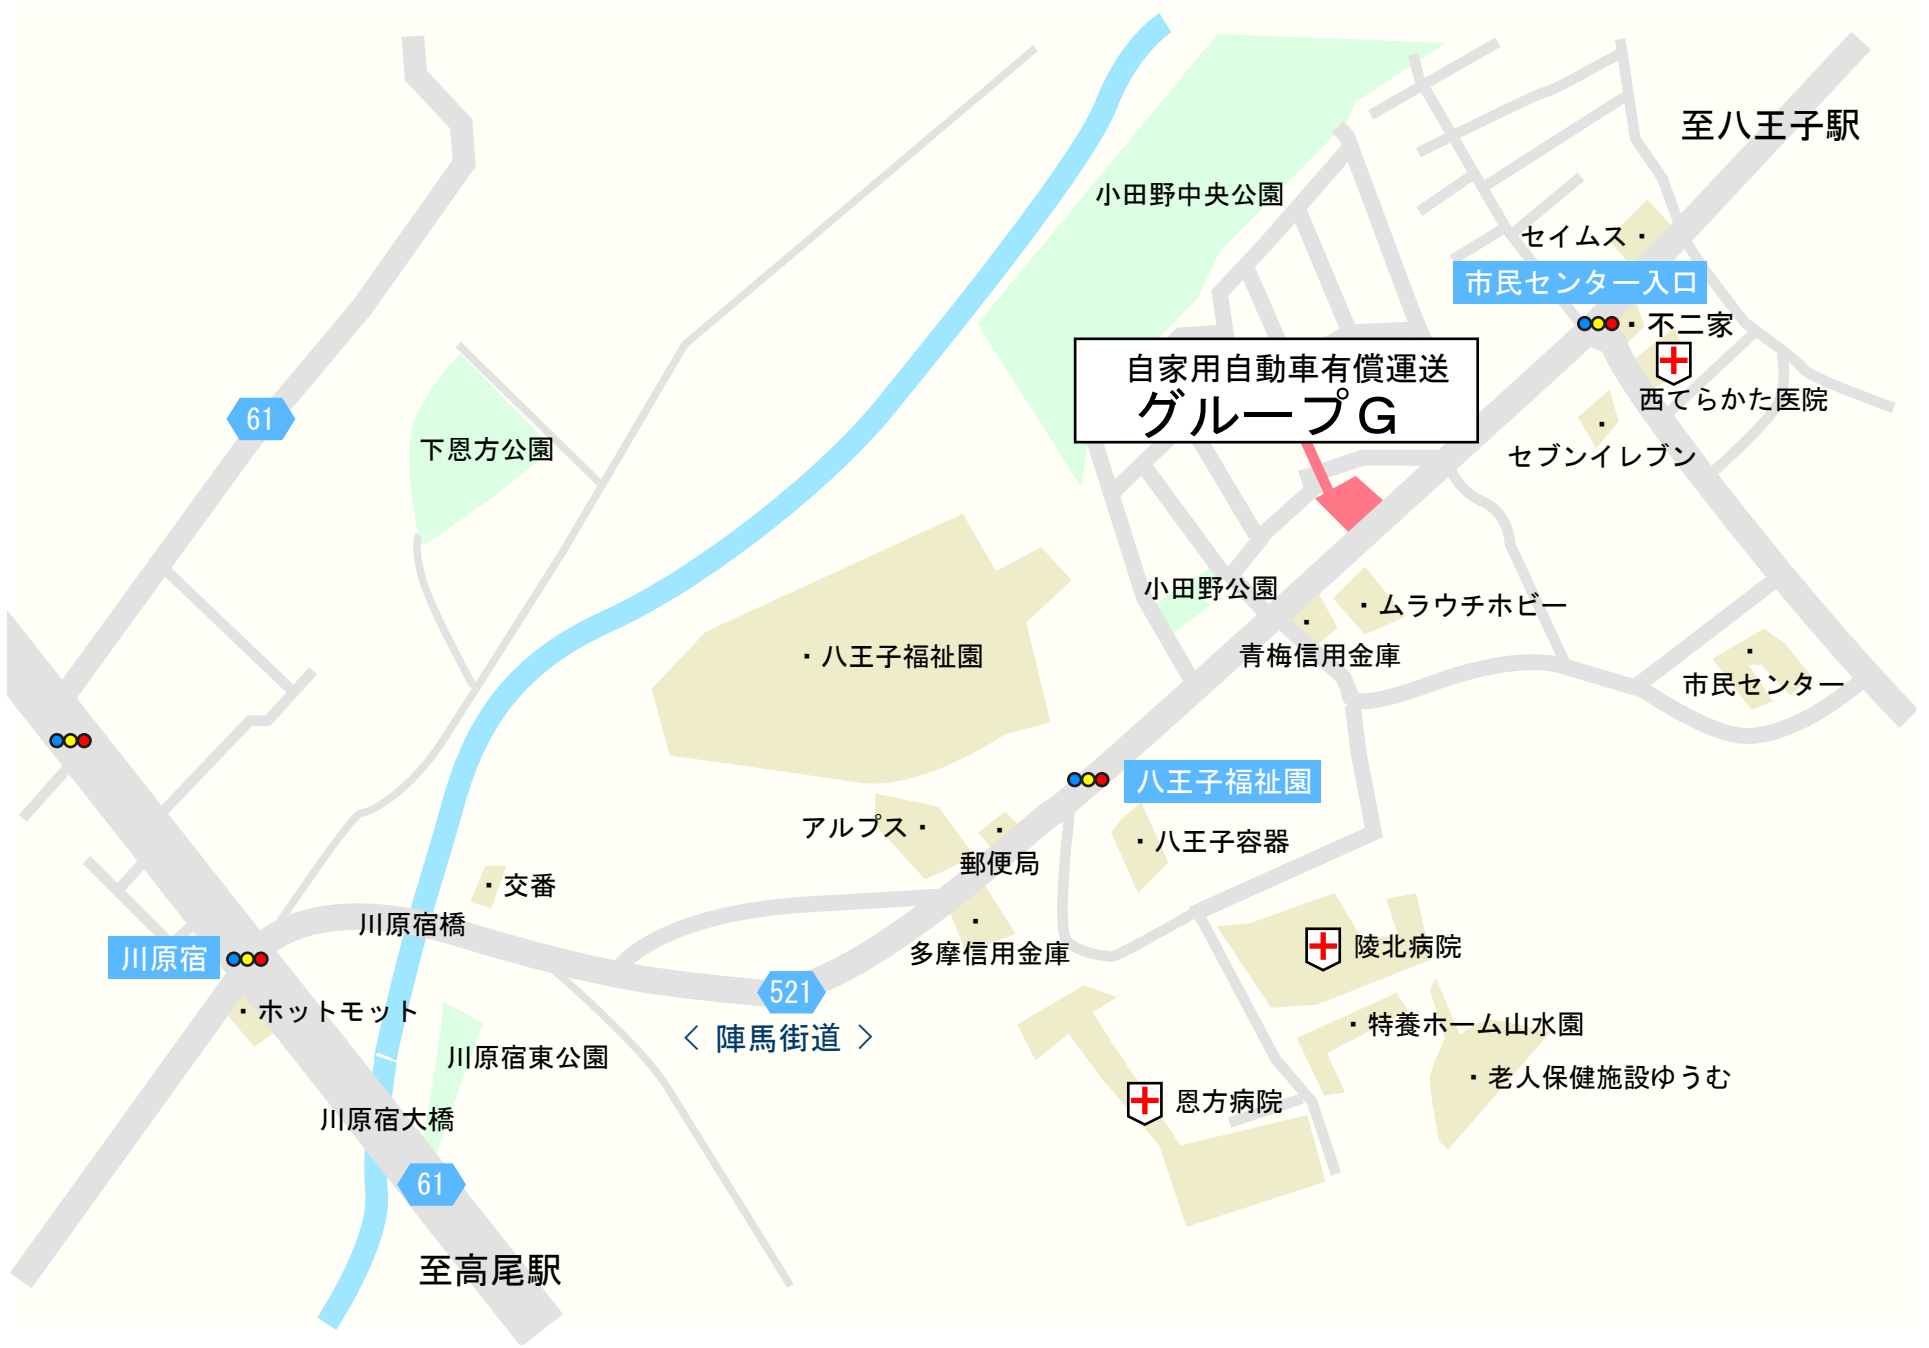 至八王子駅
小田野中央公園
セイムス
市民センター入口
不二家
自家用自動車有償運送
グループG
西てらかた医院
61
下恩方公園
セブンイレブン
小田野公園
ムラウチホビー
八王子福祉園
青梅信用金庫
市民センター
八王子福祉園
アルプス
八王子容器
郵便局
交番
川原宿橋
多摩信用金庫
陵北病院
川原宿
521
ホットモット
特養ホーム山水園
〈 陣馬街道 〉
川原宿東公園
老人保健施設ゆうむ
恩方病院
川原宿大橋
61
至高尾駅